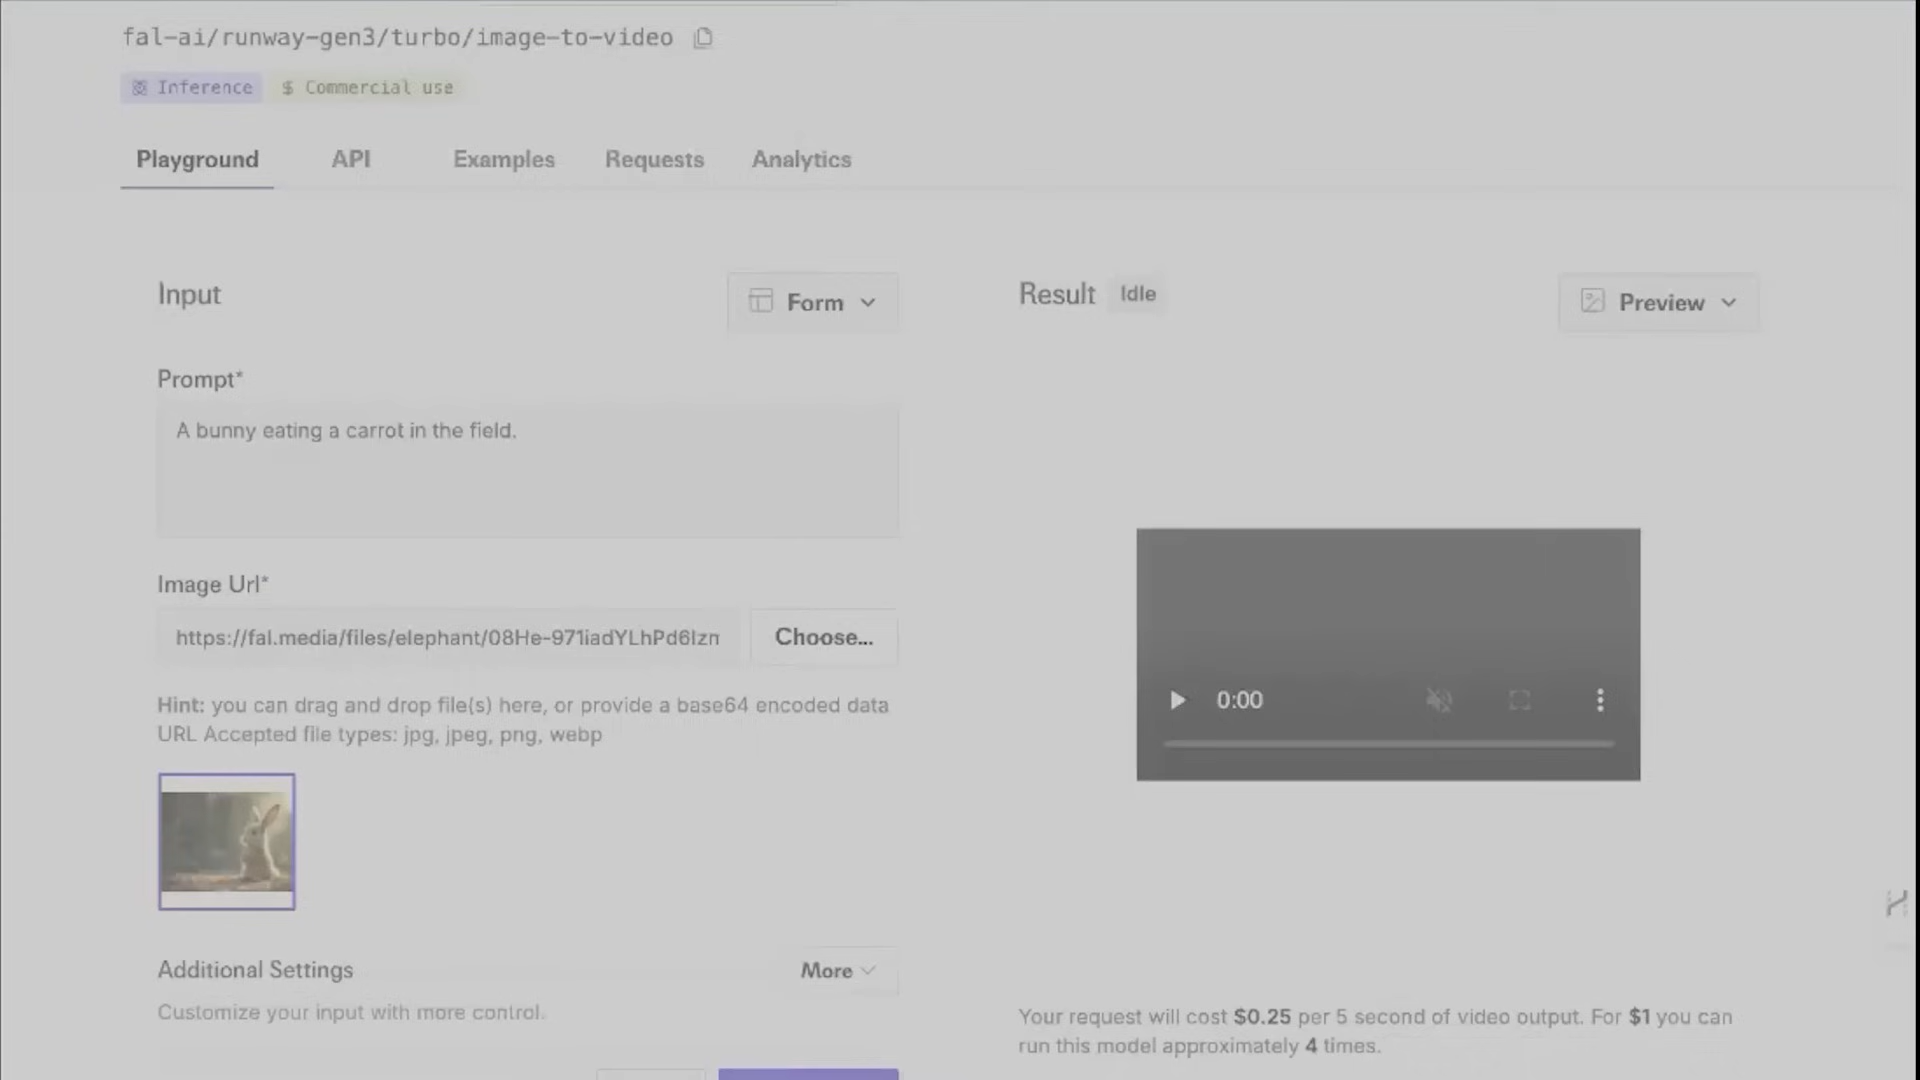 fal-ai/runway-gen3/turbo/image-to-video
Inference
$ Commercial use
Playground
API
Examples
Requests
Analytics
Input
Form
Prompt*
A bunny eating a carrot in the field.
Image Url*
https://fal.media/files/elephant/08He-971iadYLhPd6Izn
Choose...
Hint: you can drag and drop file(s) here, or provide a base64 encoded data
URL Accepted file types: jpg, jpeg, png, webp
Additional Settings
More
Customize your input with more control.
Result
Idle
Preview
0:00
Your request will cost $0.25 per 5 second of video output. For $1 you can
run this model approximately 4 times.